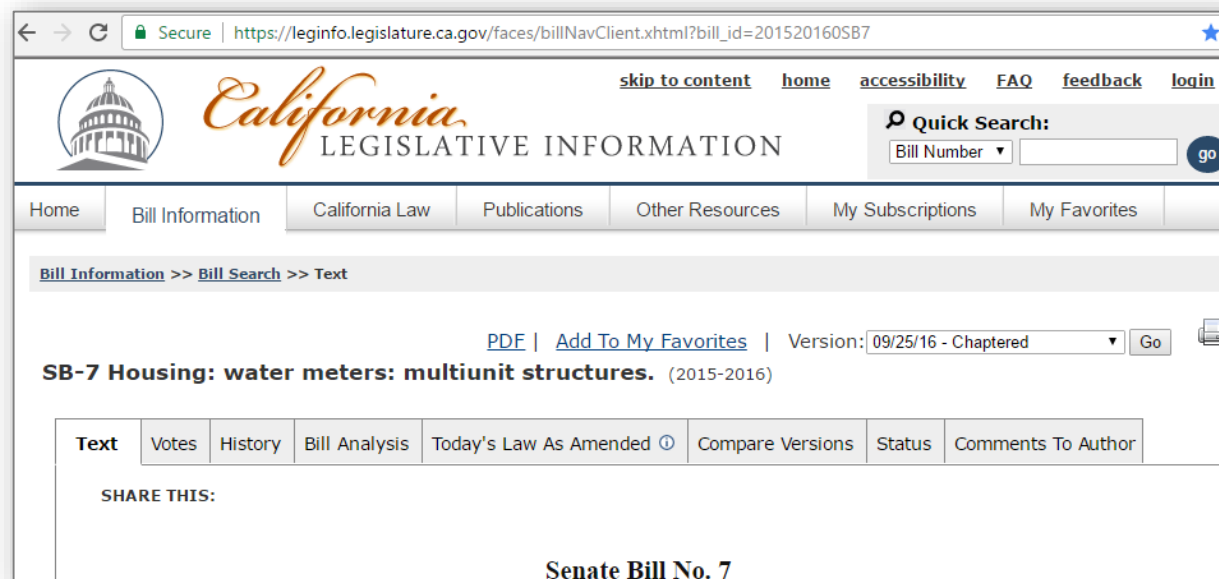 Secure | https://leginfo.legislature.ca.gov/faces/billNavClient.xhtml?bill_id=201520160SB7
skip to content home accessibility FAQ feedback login
California
LEGISLATIVE INFORMATION
Quick Search:
Bill Number go
Home Bill Information California Law Publications Other Resources My Subscriptions My Favorites
Bill Information >> Bill Search >> Text
PDF | Add To My Favorites | Version: 09/25/16 - Chaptered Go
SB-7 Housing: water meters: multiunit structures. (2015-2016)
Text Votes History Bill Analysis Today's Law As Amended Compare Versions Status Comments To Author
SHARE THIS:
Senate Bill No. 7